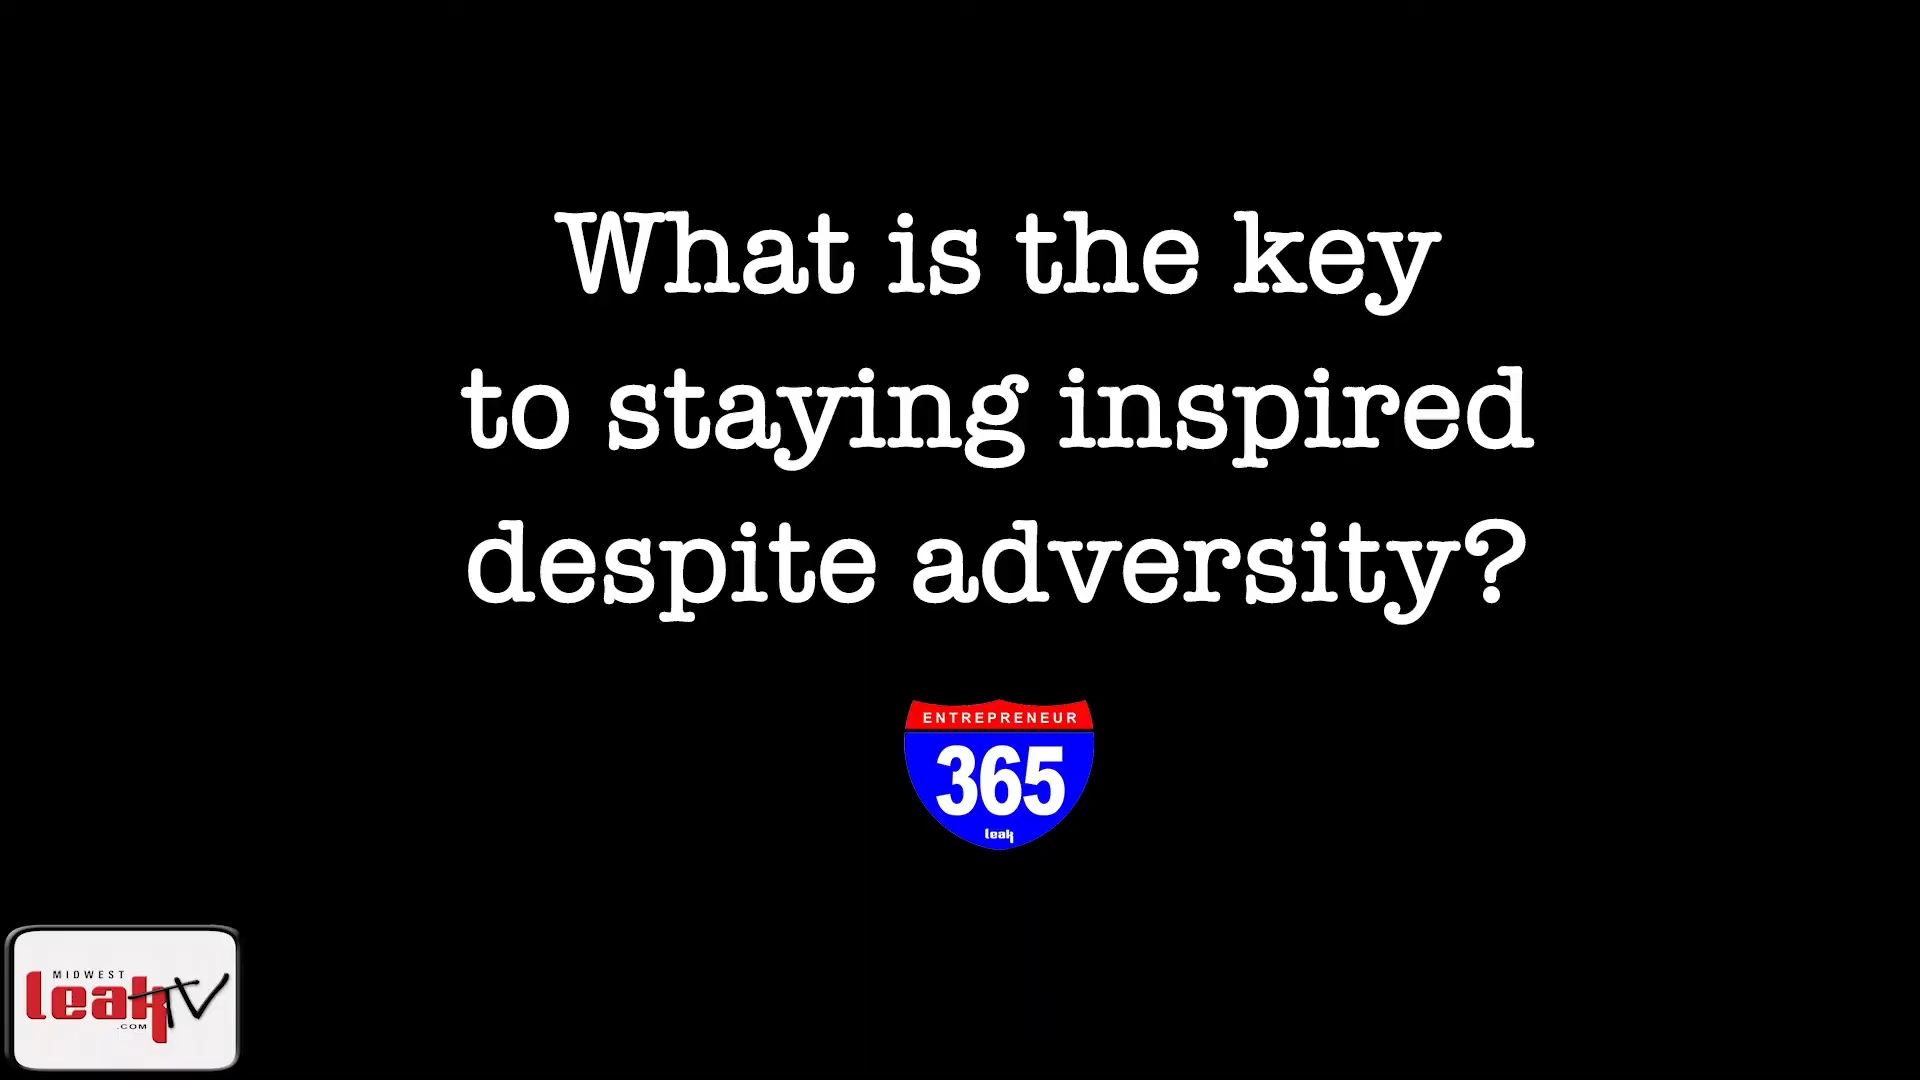 What is the key
to staying inspired
despite adversity?
ENTREPRENEUR
365
leak
MIDWEST
leak TV
.COM